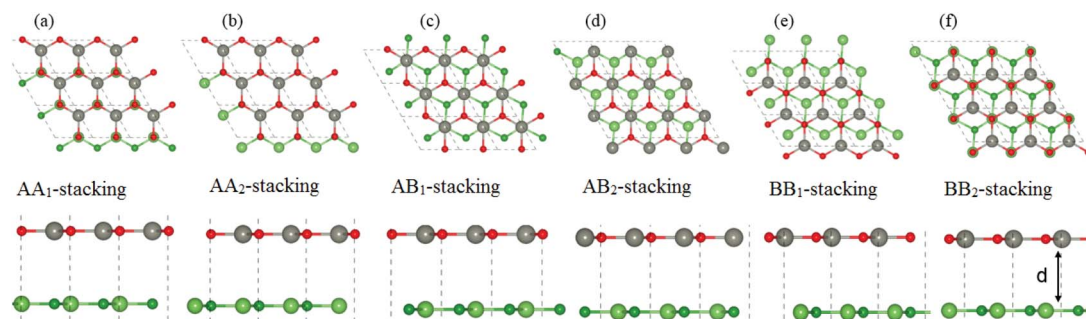 (a) (b) (c) (d) (e) (f)
AA₁-stacking AA₂-stacking AB₁-stacking AB₂-stacking BB₁-stacking BB₂-stacking
d